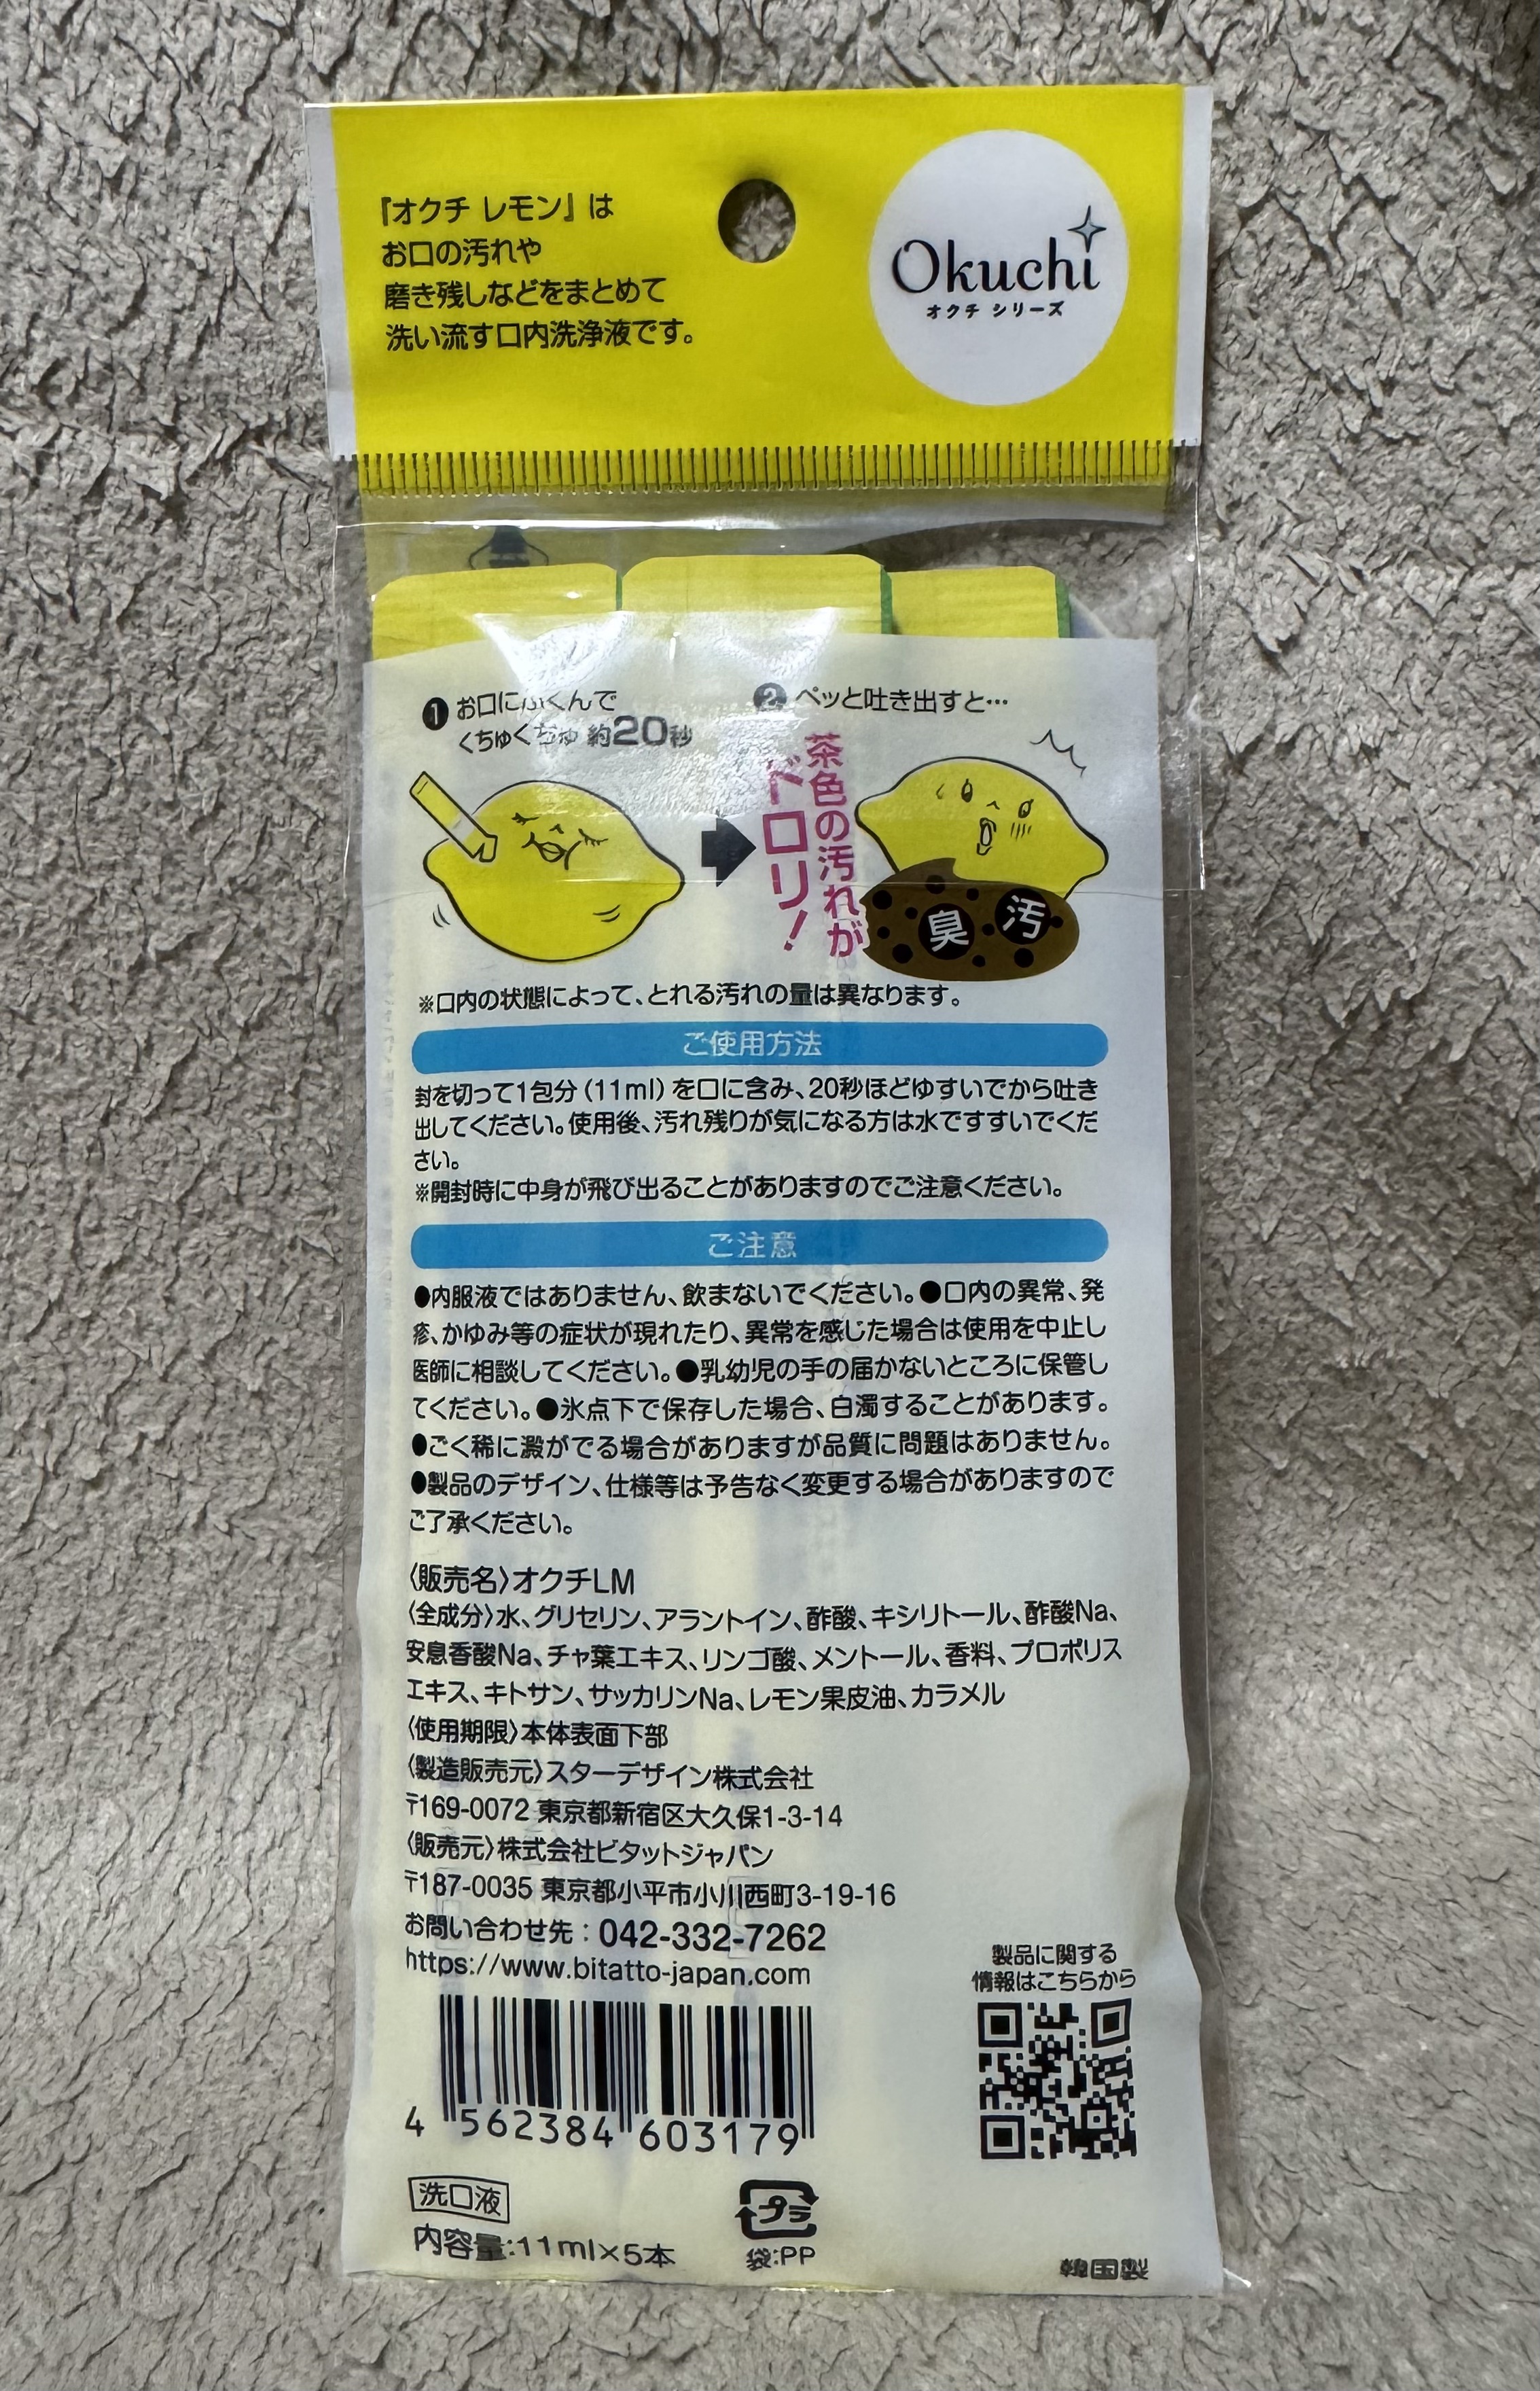 『オクチ レモン』は
お口の汚れや
磨き残しなどをまとめて
洗い流す口内洗浄液です。
Okuchi
オクチ シリーズ
❶ お口にふくんで
くちゅくちゅ 約20秒
❷ ペッと吐き出すと…
茶色の汚れが
ドロリ!
臭
汚
※口内の状態によって、とれる汚れの量は異なります。
ご使用方法
封を切って1包分(11ml)を口に含み、20秒ほどゆすいでから吐き
出してください。使用後、汚れ残りが気になる方は水ですすいでくだ
さい。
※開封時に中身が飛び出ることがありますのでご注意ください。
ご注意
●内服液ではありません、飲まないでください。●口内の異常、発
疹、かゆみ等の症状が現れたり、異常を感じた場合は使用を中止し
医師に相談してください。●乳幼児の手の届かないところに保管し
てください。●氷点下で保存した場合、白濁することがあります。
●ごく稀に澱がでる場合がありますが品質に問題はありません。
●製品のデザイン、仕様等は予告なく変更する場合がありますので
ご了承ください。
〈販売名〉オクチLM
〈全成分〉水、グリセリン、アラントイン、酢酸、キシリトール、酢酸Na、
安息香酸Na、チャ葉エキス、リンゴ酸、メントール、香料、プロポリス
エキス、キトサン、サッカリンNa、レモン果皮油、カラメル
〈使用期限〉本体表面下部
〈製造販売元〉スターデザイン株式会社
〒169-0072 東京都新宿区大久保1-3-14
〈販売元〉株式会社ビタットジャパン
〒187-0035 東京都小平市小川西町3-19-16
お問い合わせ先：042-332-7262
https://www.bitatto-japan.com
製品に関する
情報はこちらから
4 562384 603179
洗口液
内容量:11ml×5本
プラ
袋:PP
韓国製